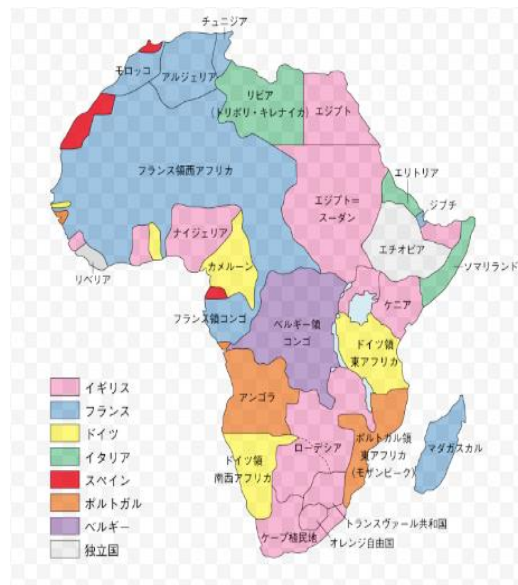 チュニジア
モロッコ
アルジェリア
リビア
(トリポリ・キレナイカ)
エジプト
フランス領西アフリカ
エジプト＝
スーダン
エリトリア
ジブチ
ナイジェリア
エチオピア
カメルーン
リベリア
ソマリランド
ケニア
フランス領コンゴ
ベルギー領
コンゴ
ドイツ領
東アフリカ
イギリス
フランス
ドイツ
イタリア
スペイン
ポルトガル
ベルギー
独立国
アンゴラ
ローデシア
ポルトガル領
東アフリカ
(モザンビーク)
マダガスカル
ドイツ領
南西アフリカ
トランスヴァール共和国
オレンジ自由国
ケープ植民地